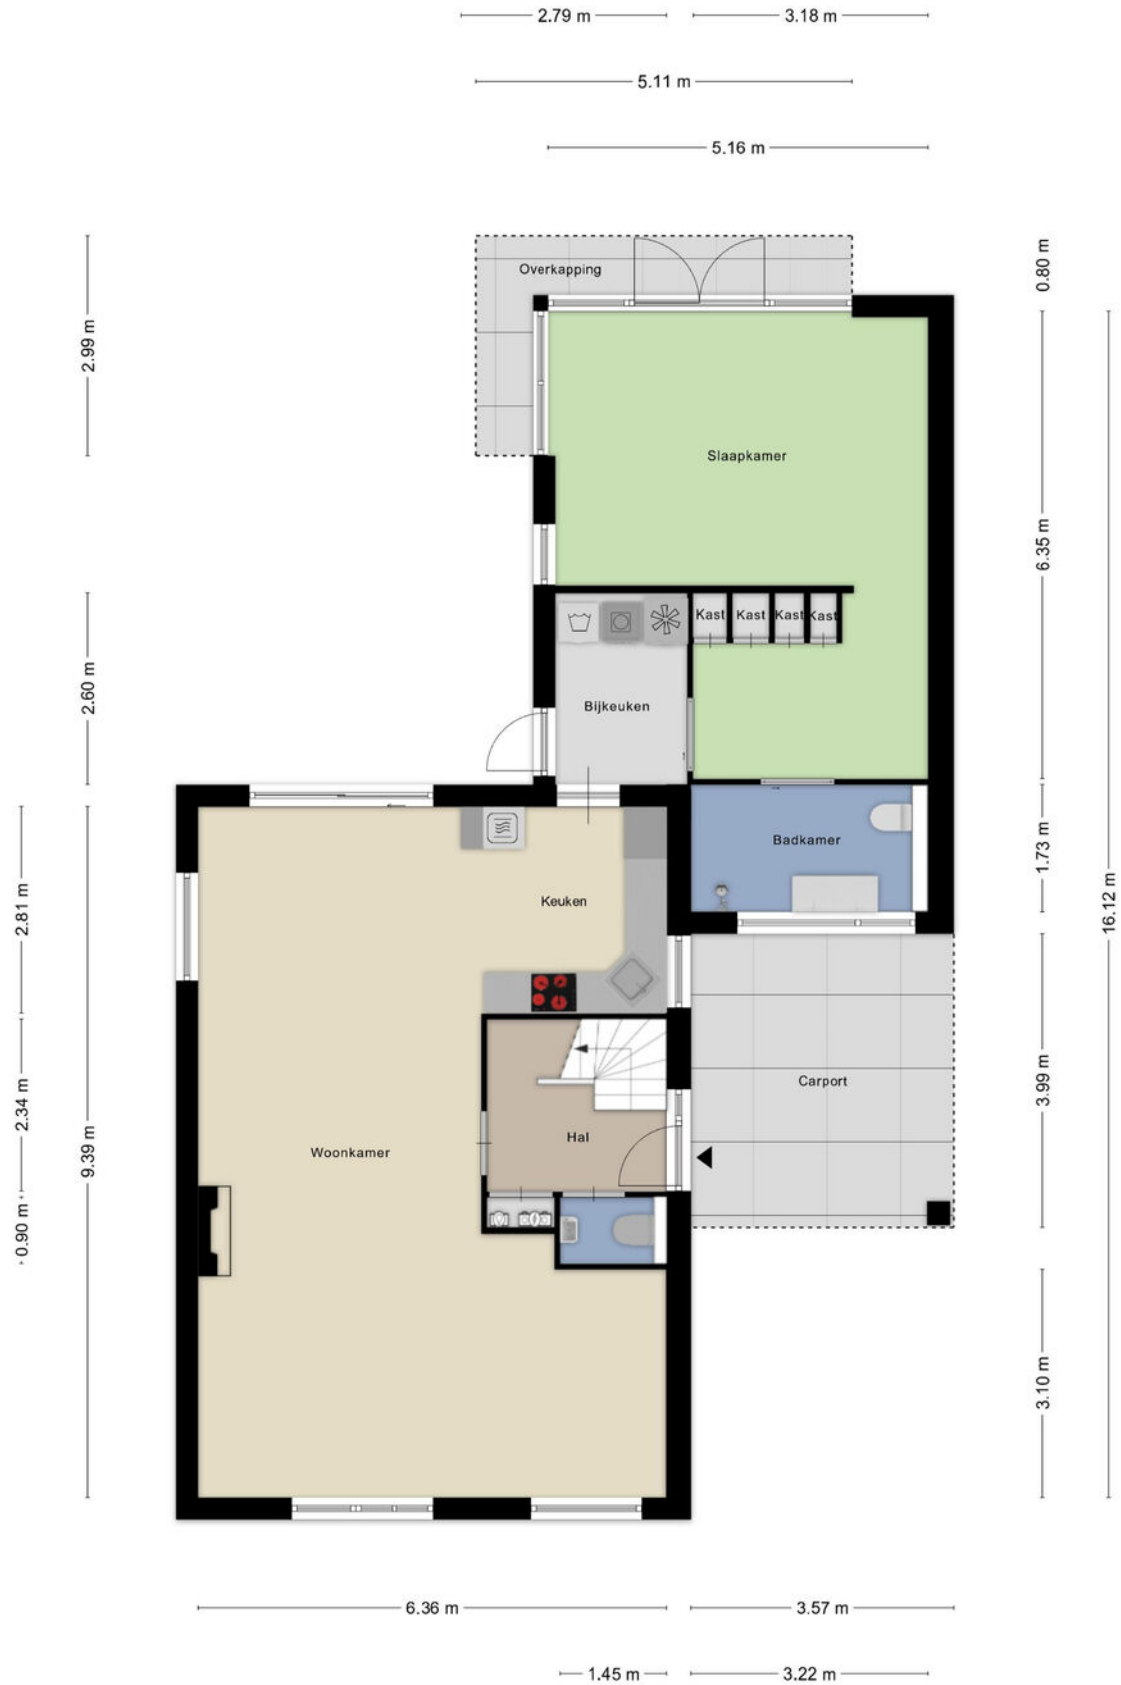 2.79 m
3.18 m
5.11 m
5.16 m
Overkapping
0.80 m
2.99 m
Slaapkamer
6.35 m
Kast
Kast
Kast
Kast
2.60 m
Bijkeuken
Badkamer
1.73 m
2.81 m
Keuken
16.12 m
Carport
3.99 m
2.34 m
Hal
9.39 m
Woonkamer
0.90 m
3.10 m
6.36 m
3.57 m
1.45 m
3.22 m